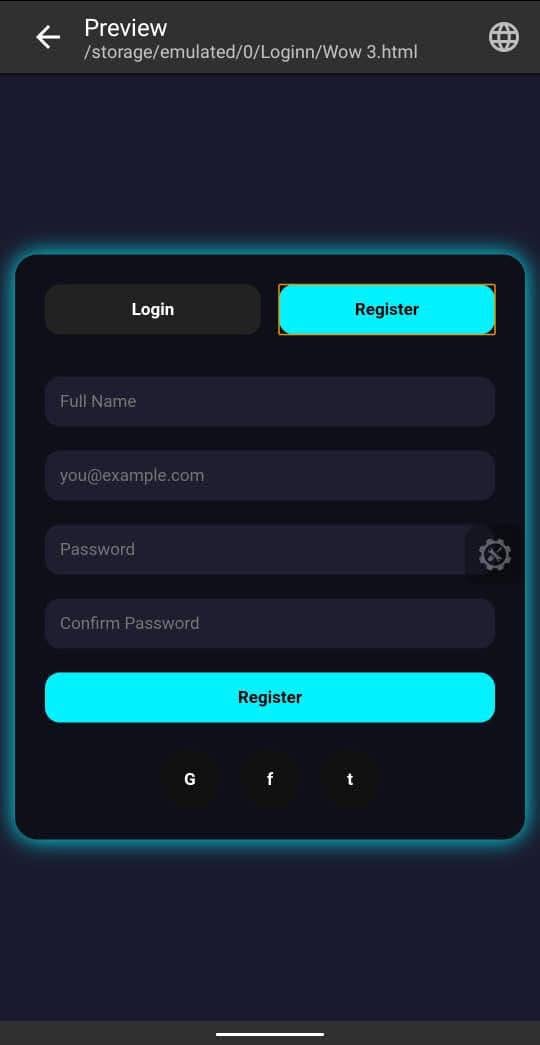 Preview
/storage/emulated/0/Loginn/Wow 3.html
Login Register
Full Name
you@example.com
Password
Confirm Password
Register
G f t